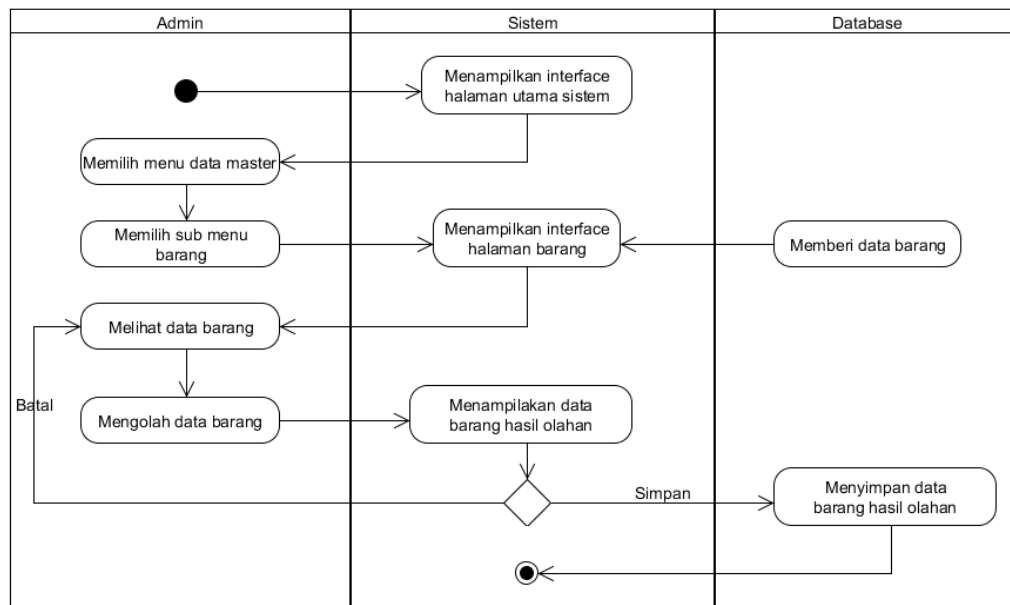 Admin
Sistem
Database
Menampilkan interface
halaman utama sistem
Memilih menu data master
Memilih sub menu
barang
Menampilkan interface
halaman barang
Memberi data barang
Melihat data barang
Batal
Mengolah data barang
Menampilakan data
barang hasil olahan
Simpan
Menyimpan data
barang hasil olahan